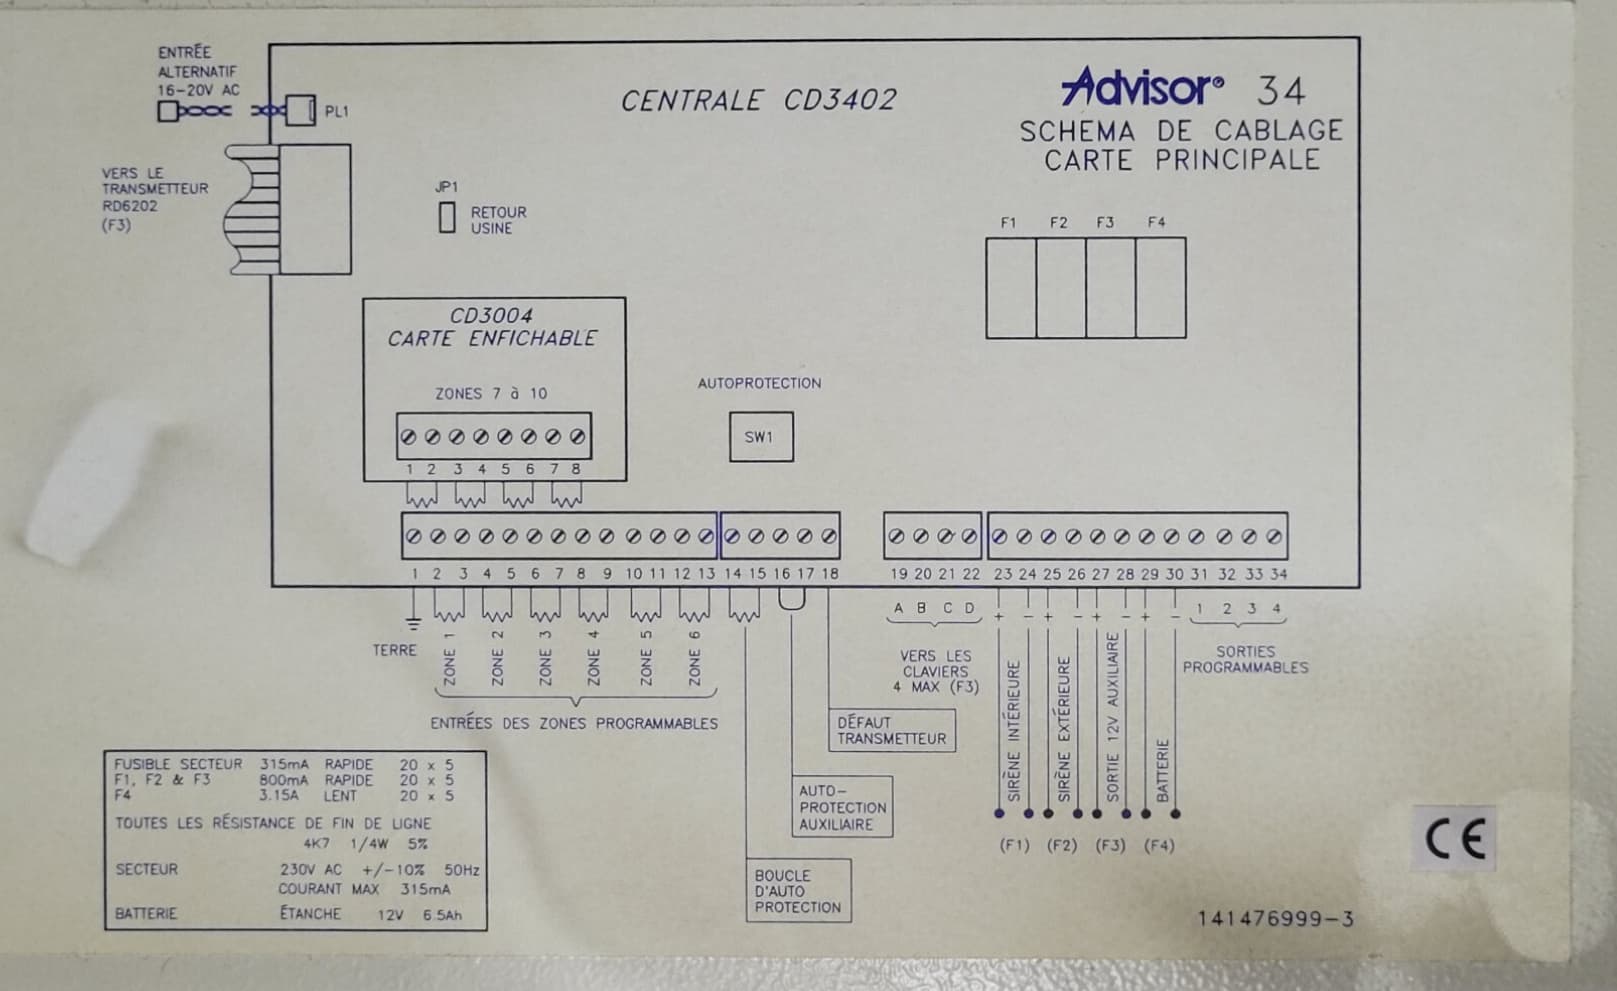 ENTRÉE
ALTERNATIF
16-20V AC
PL1
CENTRALE CD3402
Advisor® 34
SCHÉMA DE CABLAGE
CARTE PRINCIPALE
VERS LE
TRANSMETTEUR
RD6202
(F3)
JP1
RETOUR
USINE
F1 F2 F3 F4
CD3004
CARTE ENFICHABLE
ZONES 7 à 10
1 2 3 4 5 6 7 8
AUTOPROTECTION
SW1
1 2 3 4 5 6 7 8 9 10 11 12 13 14 15 16 17 18 19 20 21 22 23 24 25 26 27 28 29 30 31 32 33 34
A B C D
+ - + - + - + -
1 2 3 4
TERRE
ZONE 1
ZONE 2
ZONE 3
ZONE 4
ZONE 5
ZONE 6
ENTRÉES DES ZONES PROGRAMMABLES
VERS LES
CLAVIERS
4 MAX (F3)
SORTIES
PROGRAMMABLES
DÉFAUT
TRANSMETTEUR
AUTO-
PROTECTION
AUXILIAIRE
BOUCLE
D'AUTO
PROTECTION
SIRÈNE INTÉRIEURE
SIRÈNE EXTÉRIEURE
SORTIE 12V AUXILIAIRE
BATTERIE
(F1) (F2) (F3) (F4)
FUSIBLE SECTEUR 315mA RAPIDE 20 x 5
F1, F2 & F3 800mA RAPIDE 20 x 5
F4 3.15A LENT 20 x 5
TOUTES LES RÉSISTANCE DE FIN DE LIGNE
4K7 1/4W 5%
SECTEUR 230V AC +/-10% 50Hz
COURANT MAX 315mA
BATTERIE ÉTANCHE 12V 6.5Ah
CE
141476999-3